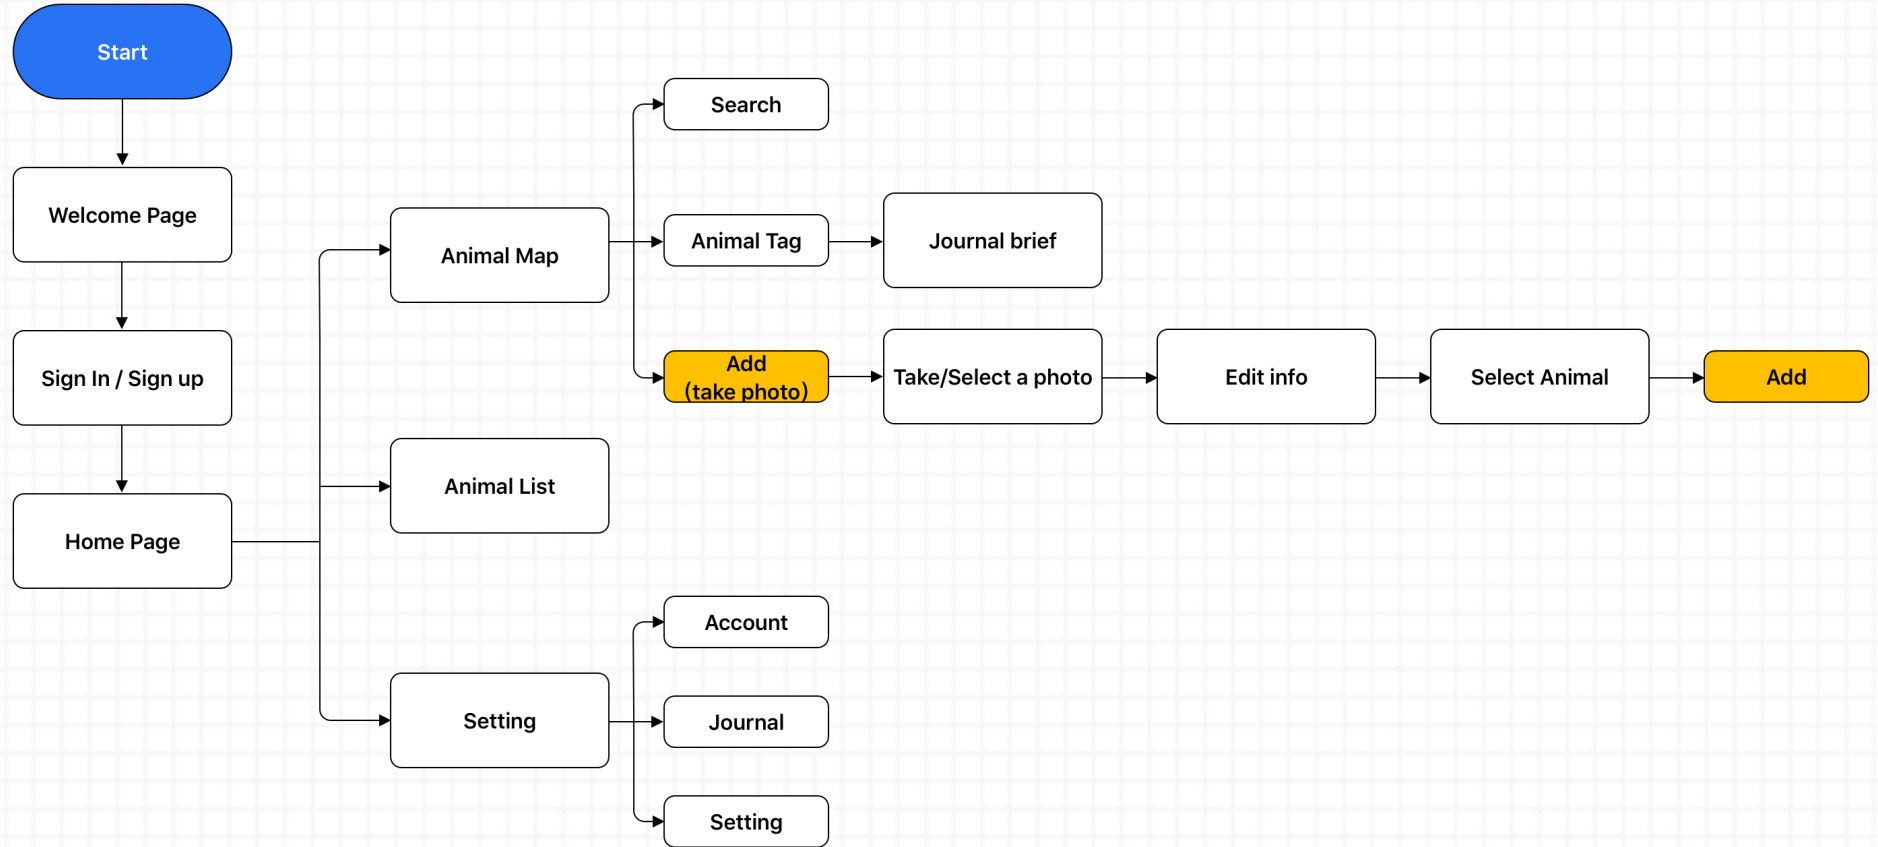 Start
Welcome Page
Sign In / Sign up
Home Page
Animal Map
Animal List
Setting
Search
Animal Tag
Journal brief
Add
(take photo)
Take/Select a photo
Edit info
Select Animal
Add
Account
Journal
Setting